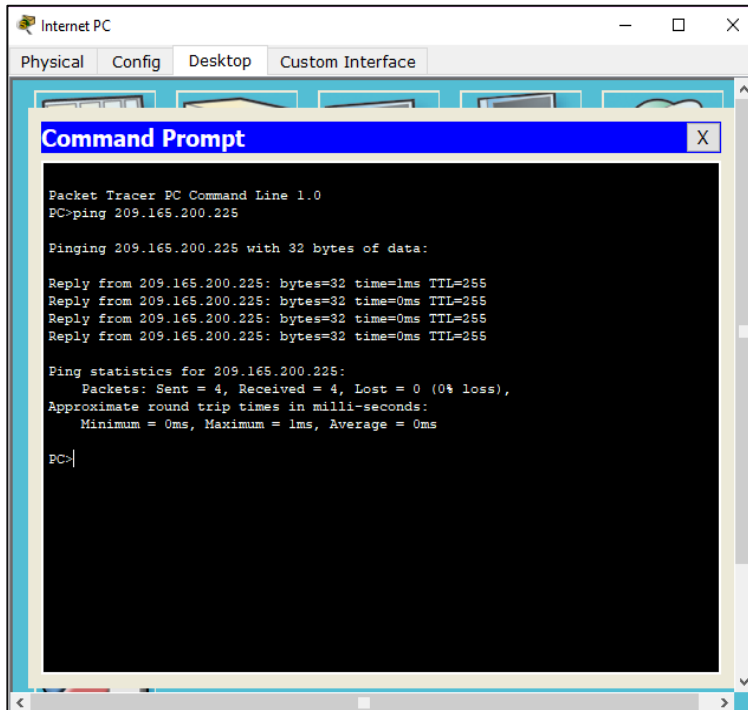 Internet PC
Physical Config Desktop Custom Interface
Command Prompt
X
Packet Tracer PC Command Line 1.0
PC>ping 209.165.200.225
Pinging 209.165.200.225 with 32 bytes of data:
Reply from 209.165.200.225: bytes=32 time=1ms TTL=255
Reply from 209.165.200.225: bytes=32 time=0ms TTL=255
Reply from 209.165.200.225: bytes=32 time=0ms TTL=255
Reply from 209.165.200.225: bytes=32 time=0ms TTL=255
Ping statistics for 209.165.200.225:
Packets: Sent = 4, Received = 4, Lost = 0 (0% loss),
Approximate round trip times in milli-seconds:
Minimum = 0ms, Maximum = 1ms, Average = 0ms
PC>